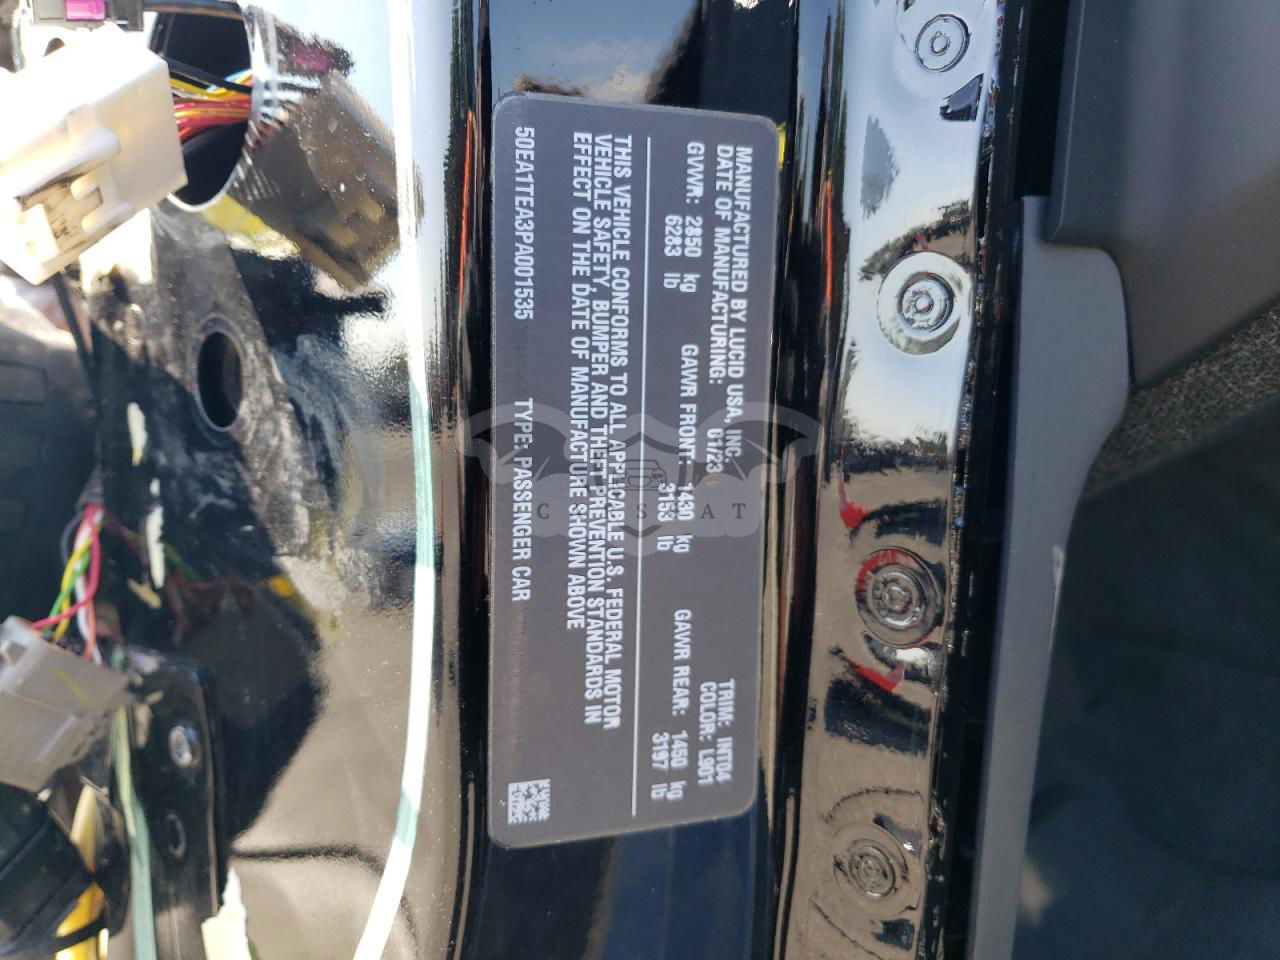 MANUFACTURED BY LUCID USA, INC. TRIM: INT04
DATE OF MANUFACTURING: 01/23 COLOR: L901
GVWR: 2850 kg GAWR FRONT: 1430 kg GAWR REAR: 1450 kg
6283 lb 3153 lb 3197 lb
THIS VEHICLE CONFORMS TO ALL APPLICABLE U.S. FEDERAL MOTOR
VEHICLE SAFETY, BUMPER AND THEFT PREVENTION STANDARDS IN
EFFECT ON THE DATE OF MANUFACTURE SHOWN ABOVE
50EA1TEA3PA001535 TYPE: PASSENGER CAR